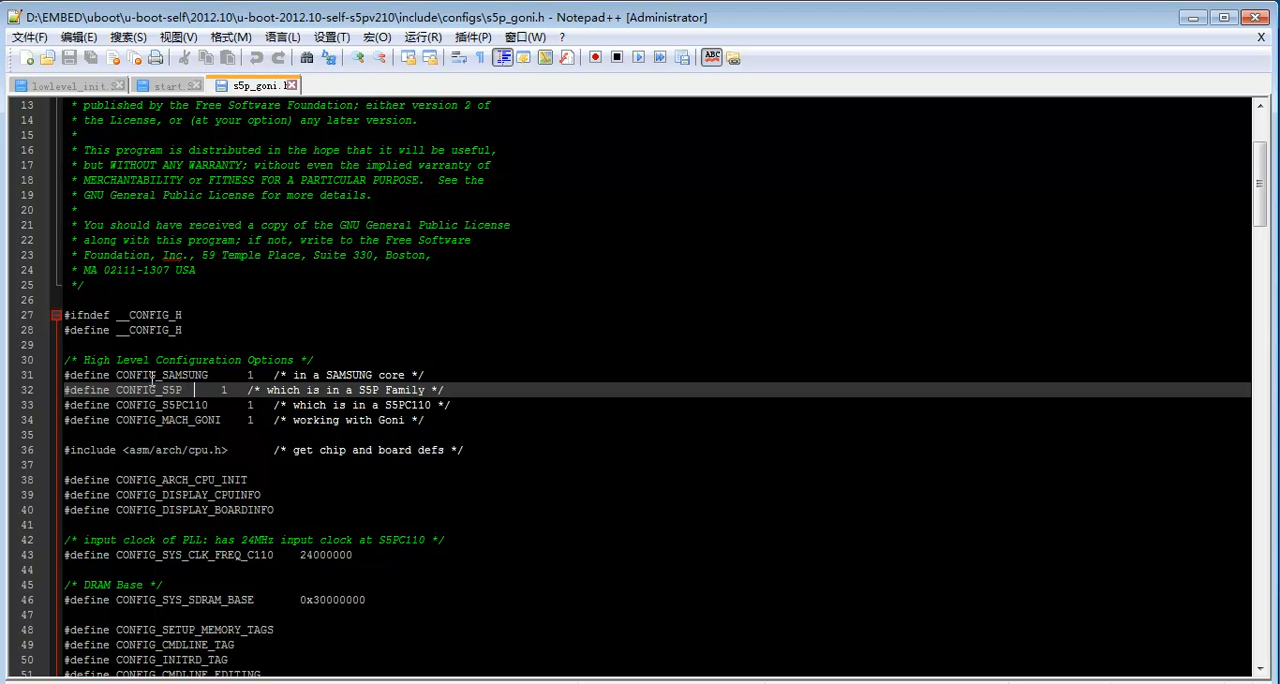 D:\EMBED\uboot\u-boot-self\2012.10\u-boot-2012.10-self-s5pv210\include\configs\s5p_goni.h - Notepad++ [Administrator]
文件(F) 编辑(E) 搜索(S) 视图(V) 格式(M) 语言(L) 设置(T) 宏(O) 运行(R) 插件(P) 窗口(W) ? X
ABC
lowlevel_init. start. s5p_goni.h
13 * published by the Free Software Foundation; either version 2 of
14 * the License, or (at your option) any later version.
15 *
16 * This program is distributed in the hope that it will be useful,
17 * but WITHOUT ANY WARRANTY; without even the implied warranty of
18 * MERCHANTABILITY or FITNESS FOR A PARTICULAR PURPOSE. See the
19 * GNU General Public License for more details.
20 *
21 * You should have received a copy of the GNU General Public License
22 * along with this program; if not, write to the Free Software
23 * Foundation, Inc., 59 Temple Place, Suite 330, Boston,
24 * MA 02111-1307 USA
25 */
26
27 #ifndef __CONFIG_H
28 #define __CONFIG_H
29
30 /* High Level Configuration Options */
31 #define CONFIG_SAMSUNG 1 /* in a SAMSUNG core */
32 #define CONFIG_S5P 1 /* which is in a S5P Family */
33 #define CONFIG_S5PC110 1 /* which is in a S5PC110 */
34 #define CONFIG_MACH_GONI 1 /* working with Goni */
35
36 #include <asm/arch/cpu.h> /* get chip and board defs */
37
38 #define CONFIG_ARCH_CPU_INIT
39 #define CONFIG_DISPLAY_CPUINFO
40 #define CONFIG_DISPLAY_BOARDINFO
41
42 /* input clock of PLL: has 24MHz input clock at S5PC110 */
43 #define CONFIG_SYS_CLK_FREQ_C110 24000000
44
45 /* DRAM Base */
46 #define CONFIG_SYS_SDRAM_BASE 0x30000000
47
48 #define CONFIG_SETUP_MEMORY_TAGS
49 #define CONFIG_CMDLINE_TAG
50 #define CONFIG_INITRD_TAG
51 #define CONFIG_CMDLINE_EDITING